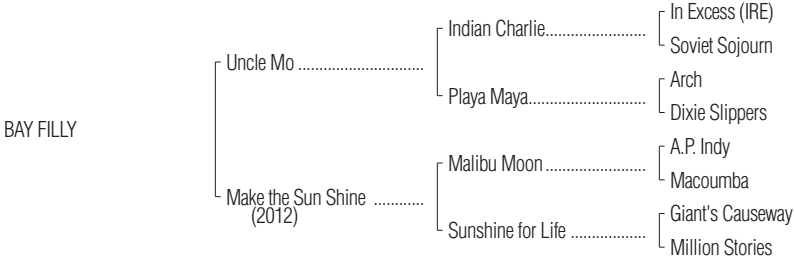 In Excess (IRE)
Indian Charlie........................
Soviet Sojourn
Uncle Mo ..............................
Arch
Playa Maya............................
Dixie Slippers
BAY FILLY
A.P. Indy
Malibu Moon ........................
Macoumba
Make the Sun Shine ............
(2012)
Giant's Causeway
Sunshine for Life ..................
Million Stories